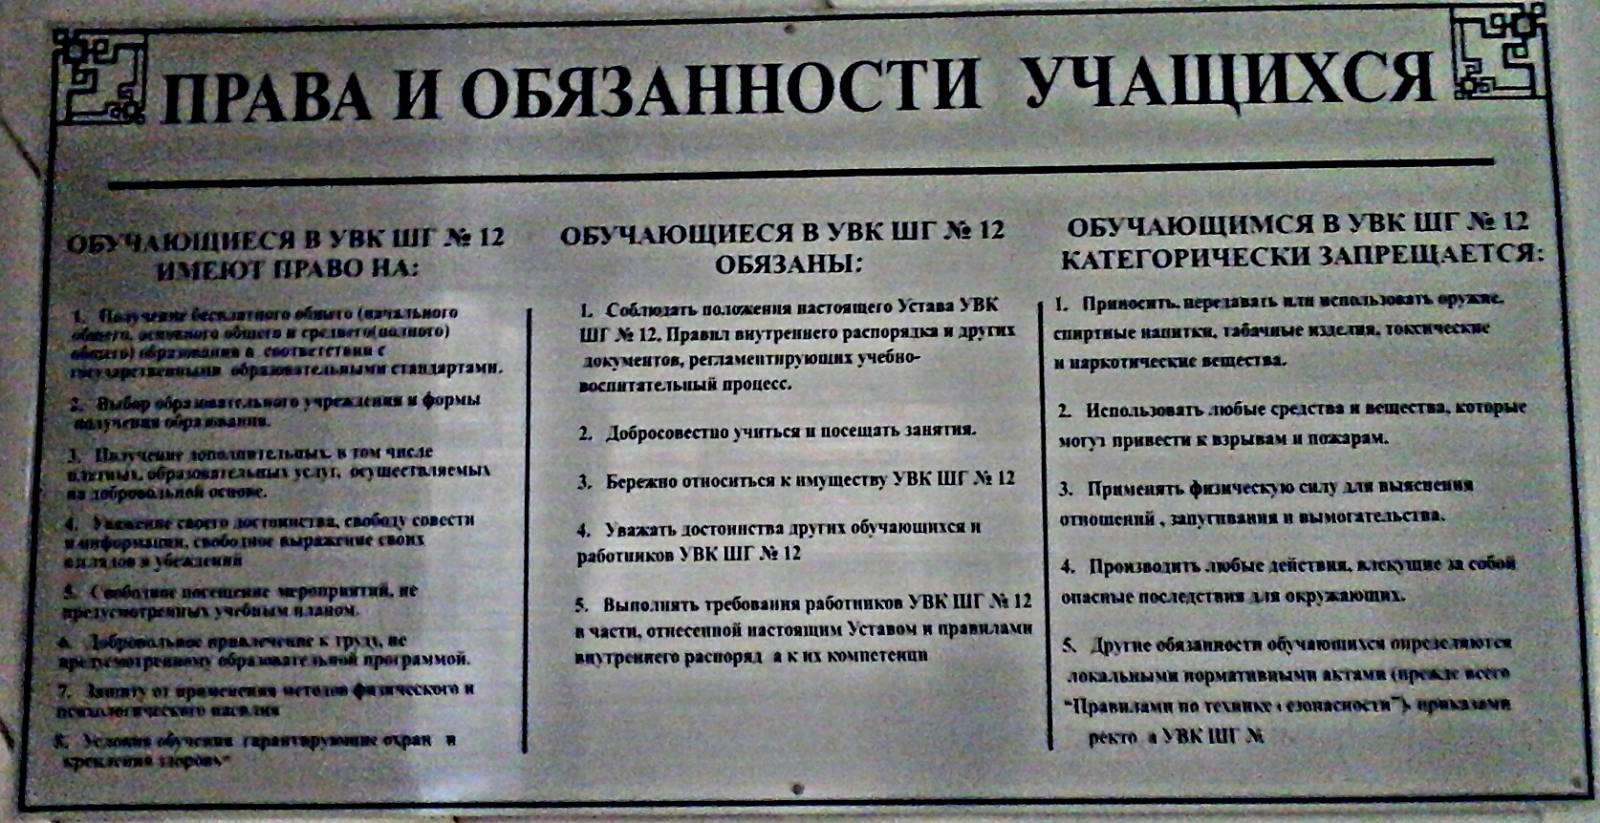 ПРАВА И ОБЯЗАННОСТИ УЧАЩИХСЯ
ОБУЧАЮЩИЕСЯ В УВК ШГ № 12
ИМЕЮТ ПРАВО НА:
1. Получение бесплатного общего (начального
общего, основного общего и среднего(полного)
общего) образования в соответствии с
государственными образовательными стандартами.
2. Выбор образовательного учреждения и формы
получения образования.
3. Получение дополнительных, в том числе
платных, образовательных услуг, осуществляемых
на добровольной основе.
4. Уважение своего достоинства, свободу совести
и информации, свободное выражение своих
взглядов и убеждений
5. Свободное посещение мероприятий, не
предусмотренных учебным планом.
6. Добровольное привлечение к труду, не
предусмотренному образовательной программой.
7. Защиту от применения методов физического и
психологического насилия
8. Условия обучения гарантирующие охран и
крепления здоровь
ОБУЧАЮЩИЕСЯ В УВК ШГ № 12
ОБЯЗАНЫ:
1. Соблюдать положения настоящего Устава УВК
ШГ № 12, Правил внутреннего распорядка и других
документов, регламентирующих учебно-
воспитательный процесс.
2. Добросовестно учиться и посещать занятия.
3. Бережно относиться к имуществу УВК ШГ № 12
4. Уважать достоинства других обучающихся и
работников УВК ШГ № 12
5. Выполнять требования работников УВК ШГ № 12
в части, отнесенной настоящим Уставом и правилами
внутреннего распоряд а к их компетенци
ОБУЧАЮЩИМСЯ В УВК ШГ № 12
КАТЕГОРИЧЕСКИ ЗАПРЕЩАЕТСЯ:
1. Приносить, передавать или использовать оружие,
спиртные напитки, табачные изделия, токсические
и наркотические вещества.
2. Использовать любые средства и вещества, которые
могут привести к взрывам и пожарам.
3. Применять физическую силу для выяснения
отношений , запугивания и вымогательства.
4. Производить любые действия, влекущие за собой
опасные последствия для окружающих.
5. Другие обязанности обучающихся определяются
локальными нормативными актами (прежде всего
“Правилами по технике езопасности”), приказами
ректо а УВК ШГ №